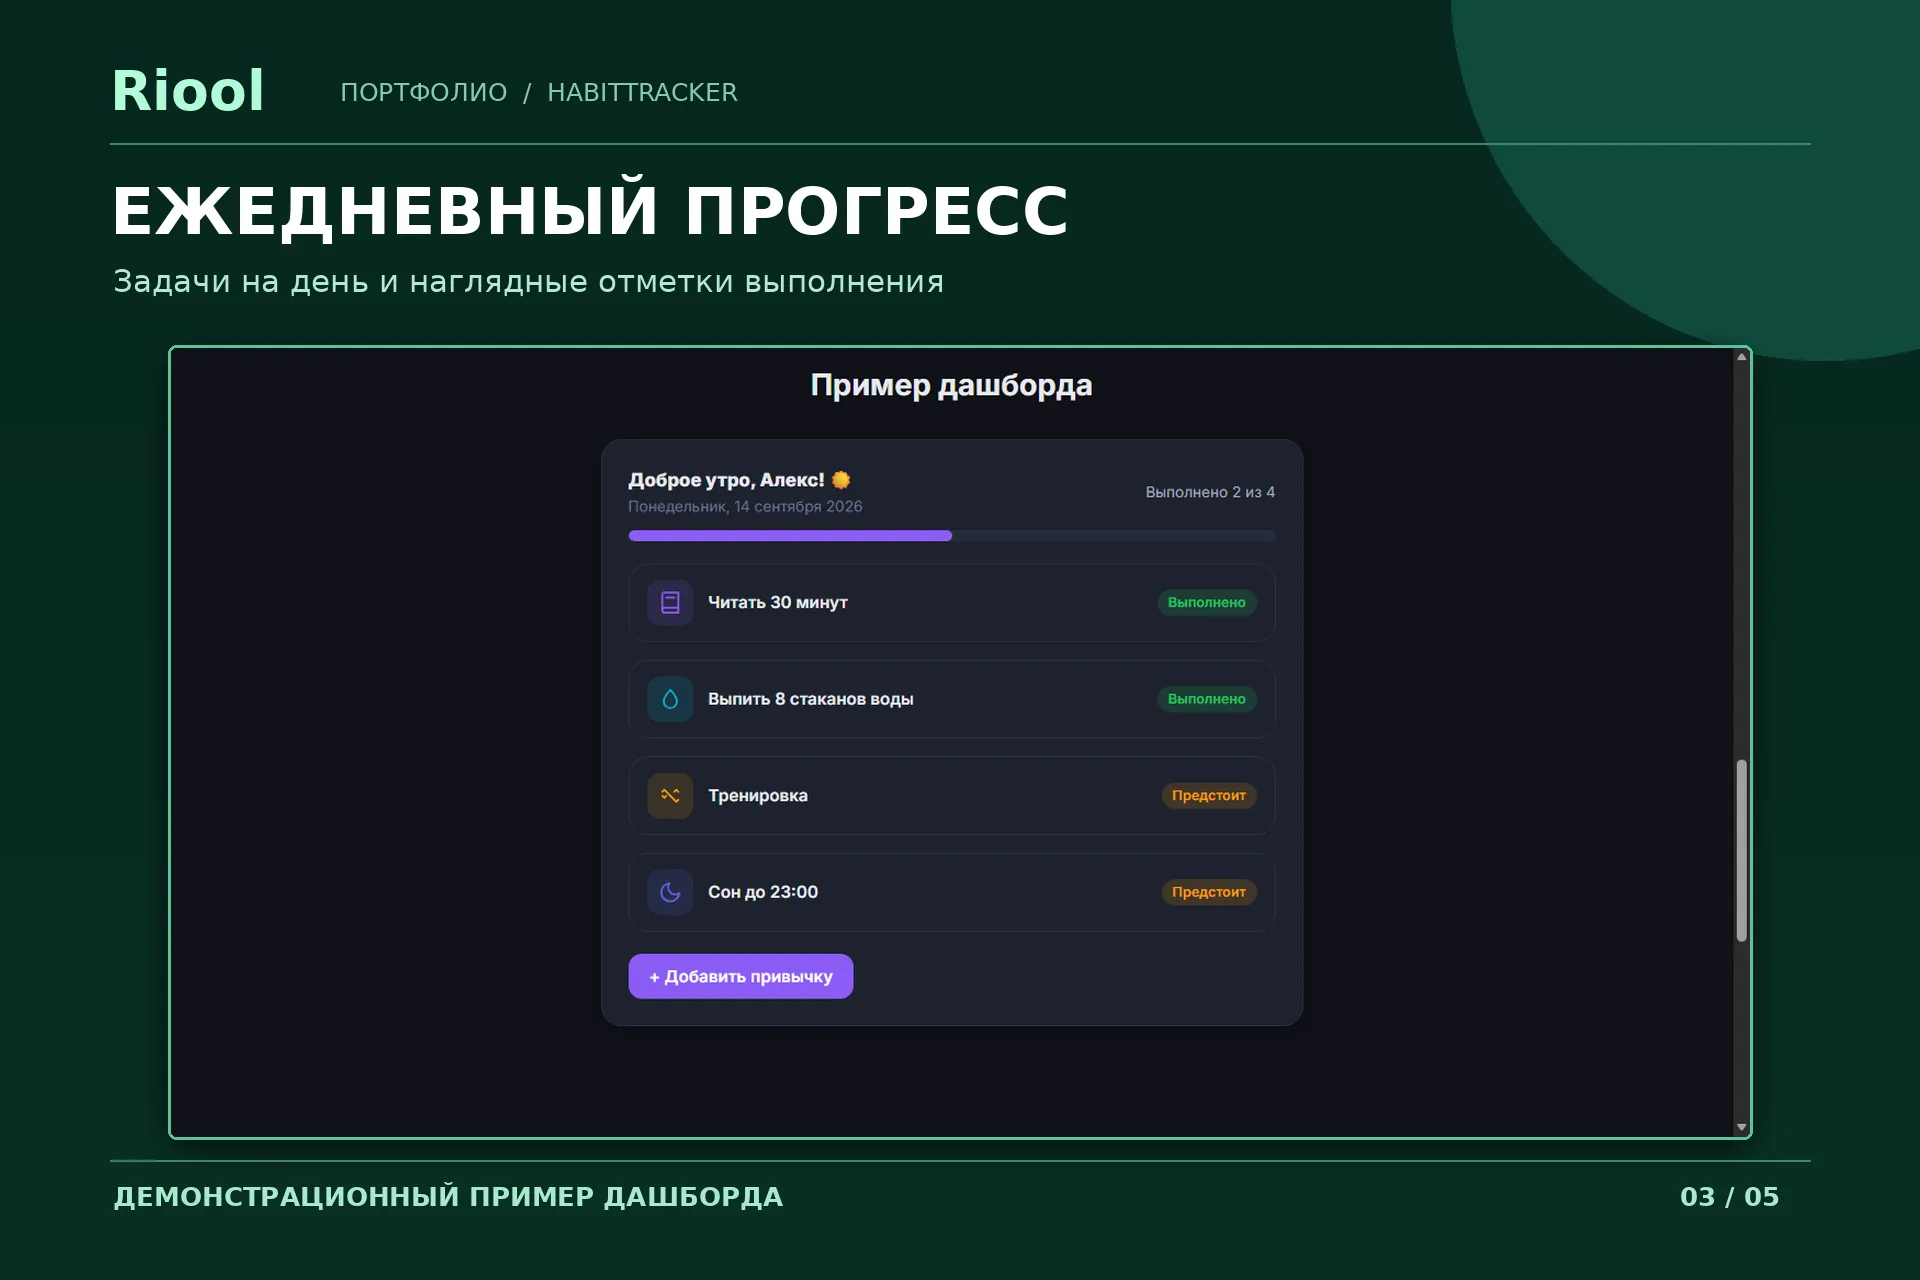 Riool
ПОРТФОЛИО / HABITTRACKER
ЕЖЕДНЕВНЫЙ ПРОГРЕСС
Задачи на день и наглядные отметки выполнения
Пример дашборда
Доброе утро, Алекс!
Понедельник, 14 сентября 2026
Выполнено 2 из 4
Читать 30 минут
Выполнено
Выпить 8 стаканов воды
Выполнено
Тренировка
Предстоит
Сон до 23:00
Предстоит
+ Добавить привычку
ДЕМОНСТРАЦИОННЫЙ ПРИМЕР ДАШБОРДА
03 / 05